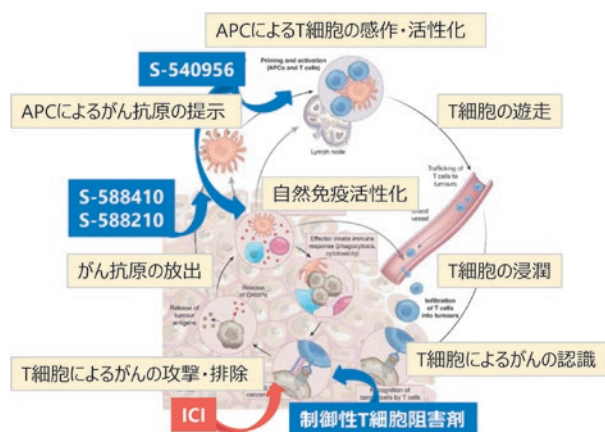 APCによるT細胞の感作・活性化
S-540956
Priming and activation
(APCs and T cells)
APCによるがん抗原の提示
T細胞の遊走
Lymph node
Trafficking of
T cells to
tumours
S-588410
S-588210
自然免疫活性化
vessel
Effector innate immune
response (phagocytosis,
cytotoxicity)
がん抗原の放出
T細胞の浸潤
Release of
DAMPs
Infiltration of
T cells
into tumours
Release of
tumour
antigens
T細胞によるがんの攻撃・排除
T細胞によるがんの認識
cells by T cells
ICI
制御性T細胞阻害剤